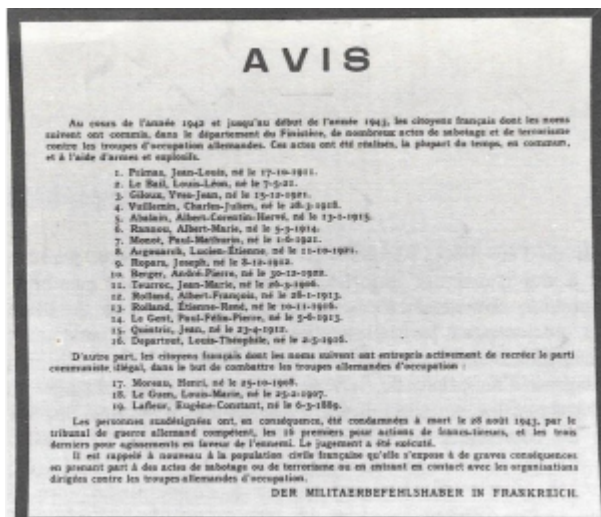 AVIS
Au cours de l'année 1942 et jusqu'au début de l'année 1943, les citoyens français dont les noms
suivent ont commis, dans le département du Finistère, de nombreux actes de sabotage et de terrorisme
contre les troupes d'occupation allemandes. Ces actes ont été réalisés, la plupart du temps, en commun,
et à l'aide d'armes et explosifs.
1. Primas, Jean-Louis, né le 17-10-1911.
2. Le Bail, Louis-Léon, né le 7-5-22.
3. Giloux, Yves-Jean, né le 15-12-1921.
4. Vuillemin, Charles-Julien, né le 28-3-1918.
5. Abalain, Albert-Corentin-Hervé, né le 13-1-1915.
6. Rannou, Albert-Marie, né le 5-3-1914.
7. Monot, Paul-Mathurin, né le 1-6-1921.
8. Argouarch, Lucien-Étienne, né le 11-10-1921.
9. Ropars, Joseph, né le 8-12-1912.
10. Berger, André-Pierre, né le 30-12-1922.
11. Teurroc, Jean-Marie, né le 26-3-1906.
12. Rolland, Albert-François, né le 28-1-1913.
13. Rolland, Étienne-René, né le 10-11-1916.
14. Le Gent, Paul-Félix-Pierre, né le 5-6-1913.
15. Quintric, Jean, né le 23-4-1912.
16. Departout, Louis-Théophile, né le 2-5-1916.
D'autre part, les citoyens français dont les noms suivent ont entrepris activement de recréer le parti
communiste illégal, dans le but de combattre les troupes allemandes d'occupation :
17. Moreau, Henri, né le 25-10-1908.
18. Le Guen, Louis-Marie, né le 25-2-1907.
19. Lafleur, Eugène-Constant, né le 6-3-1889.
Les personnes susdésignées ont, en conséquence, été condamnées à mort le 28 août 1943, par le
tribunal de guerre allemand compétent, les 16 premiers pour actions de francs-tireurs, et les trois
derniers pour agissements en faveur de l'ennemi. Le jugement a été exécuté.
Il est rappelé à nouveau à la population civile française qu'elle s'expose à de graves conséquences
en prenant part à des actes de sabotage ou de terrorisme ou en entrant en contact avec les organisations
dirigées contre les troupes allemandes d'occupation.
DER MILITAERBEFEHLSHABER IN FRANKREICH.